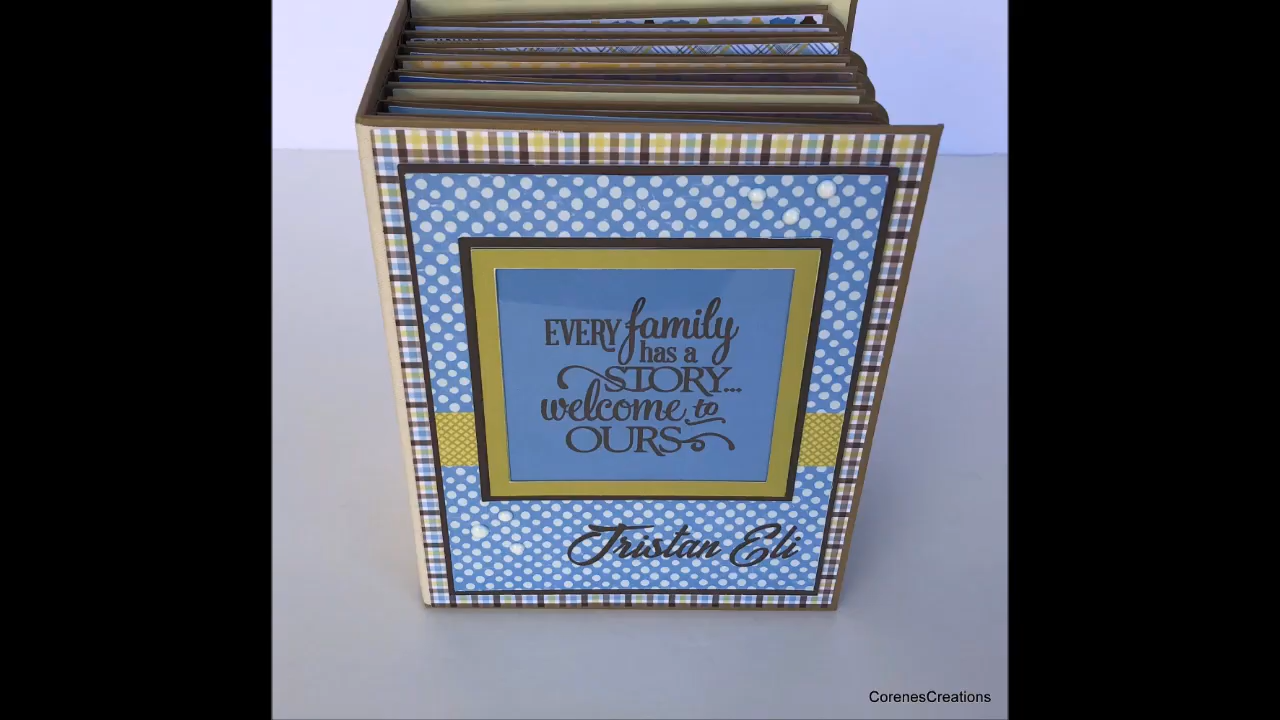 EVERY family
has a
STORY...
welcome to
OURS
Tristan Eli
CorenesCreations